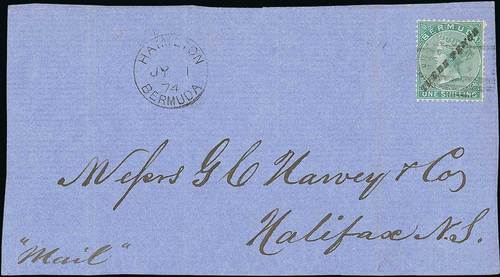 HAMILTON
JY 1
74
BERMUDA
BERMUDA
THREE PENCE
ONE SHILLING
Messrs G C Harvey & Co
Halifax N.S.
"Mail"